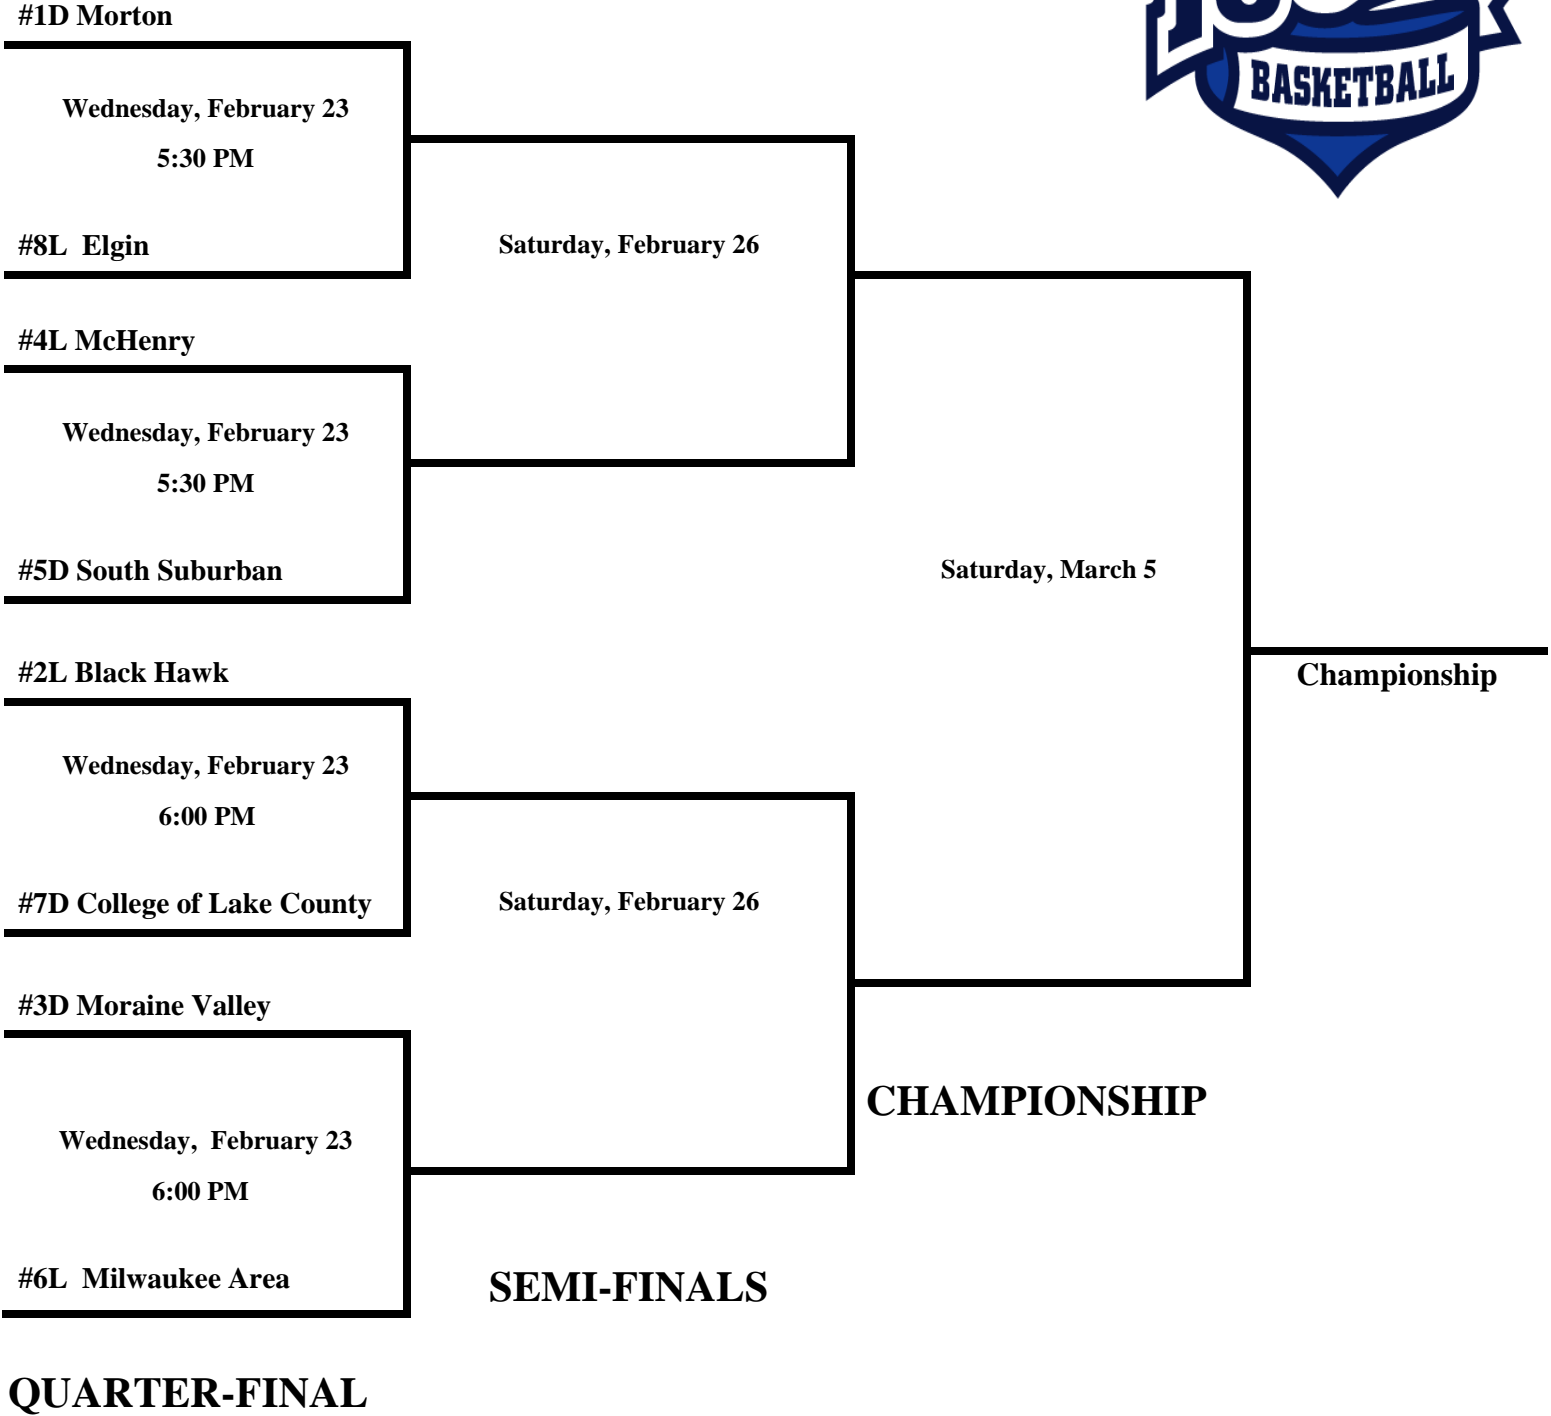 #1D Morton
Wednesday, February 23
5:30 PM
#8L  Elgin
#4L McHenry
Wednesday, February 23
5:30 PM
#5D South Suburban
#2L Black Hawk
Wednesday, February 23
6:00 PM
#7D College of Lake County
#3D Moraine Valley
Wednesday,  February 23
6:00 PM
#6L  Milwaukee Area
QUARTER-FINAL
Saturday, February 26
Saturday, February 26
SEMI-FINALS
Saturday, March 5
CHAMPIONSHIP
Championship
BASKETBALL